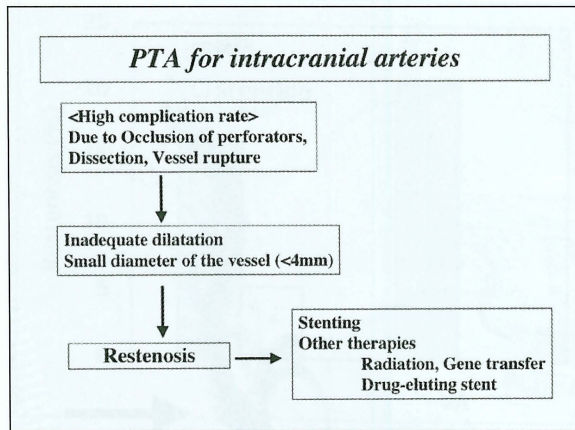 PTA for intracranial arteries
<High complication rate>
Due to Occlusion of perforators,
Dissection, Vessel rupture
Inadequate dilatation
Small diameter of the vessel (<4mm)
Restenosis
Stenting
Other therapies
Radiation, Gene transfer
Drug-eluting stent